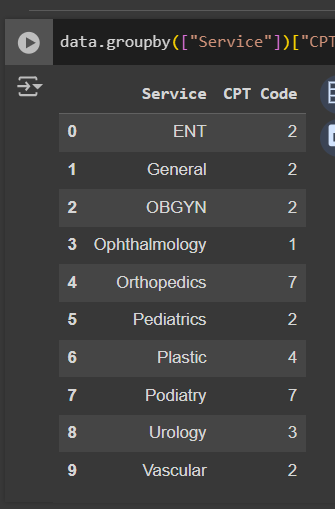 data.groupby(["Service"])["CPT
Service CPT Code
0 ENT 2
1 General 2
2 OBGYN 2
3 Ophthalmology 1
4 Orthopedics 7
5 Pediatrics 2
6 Plastic 4
7 Podiatry 7
8 Urology 3
9 Vascular 2